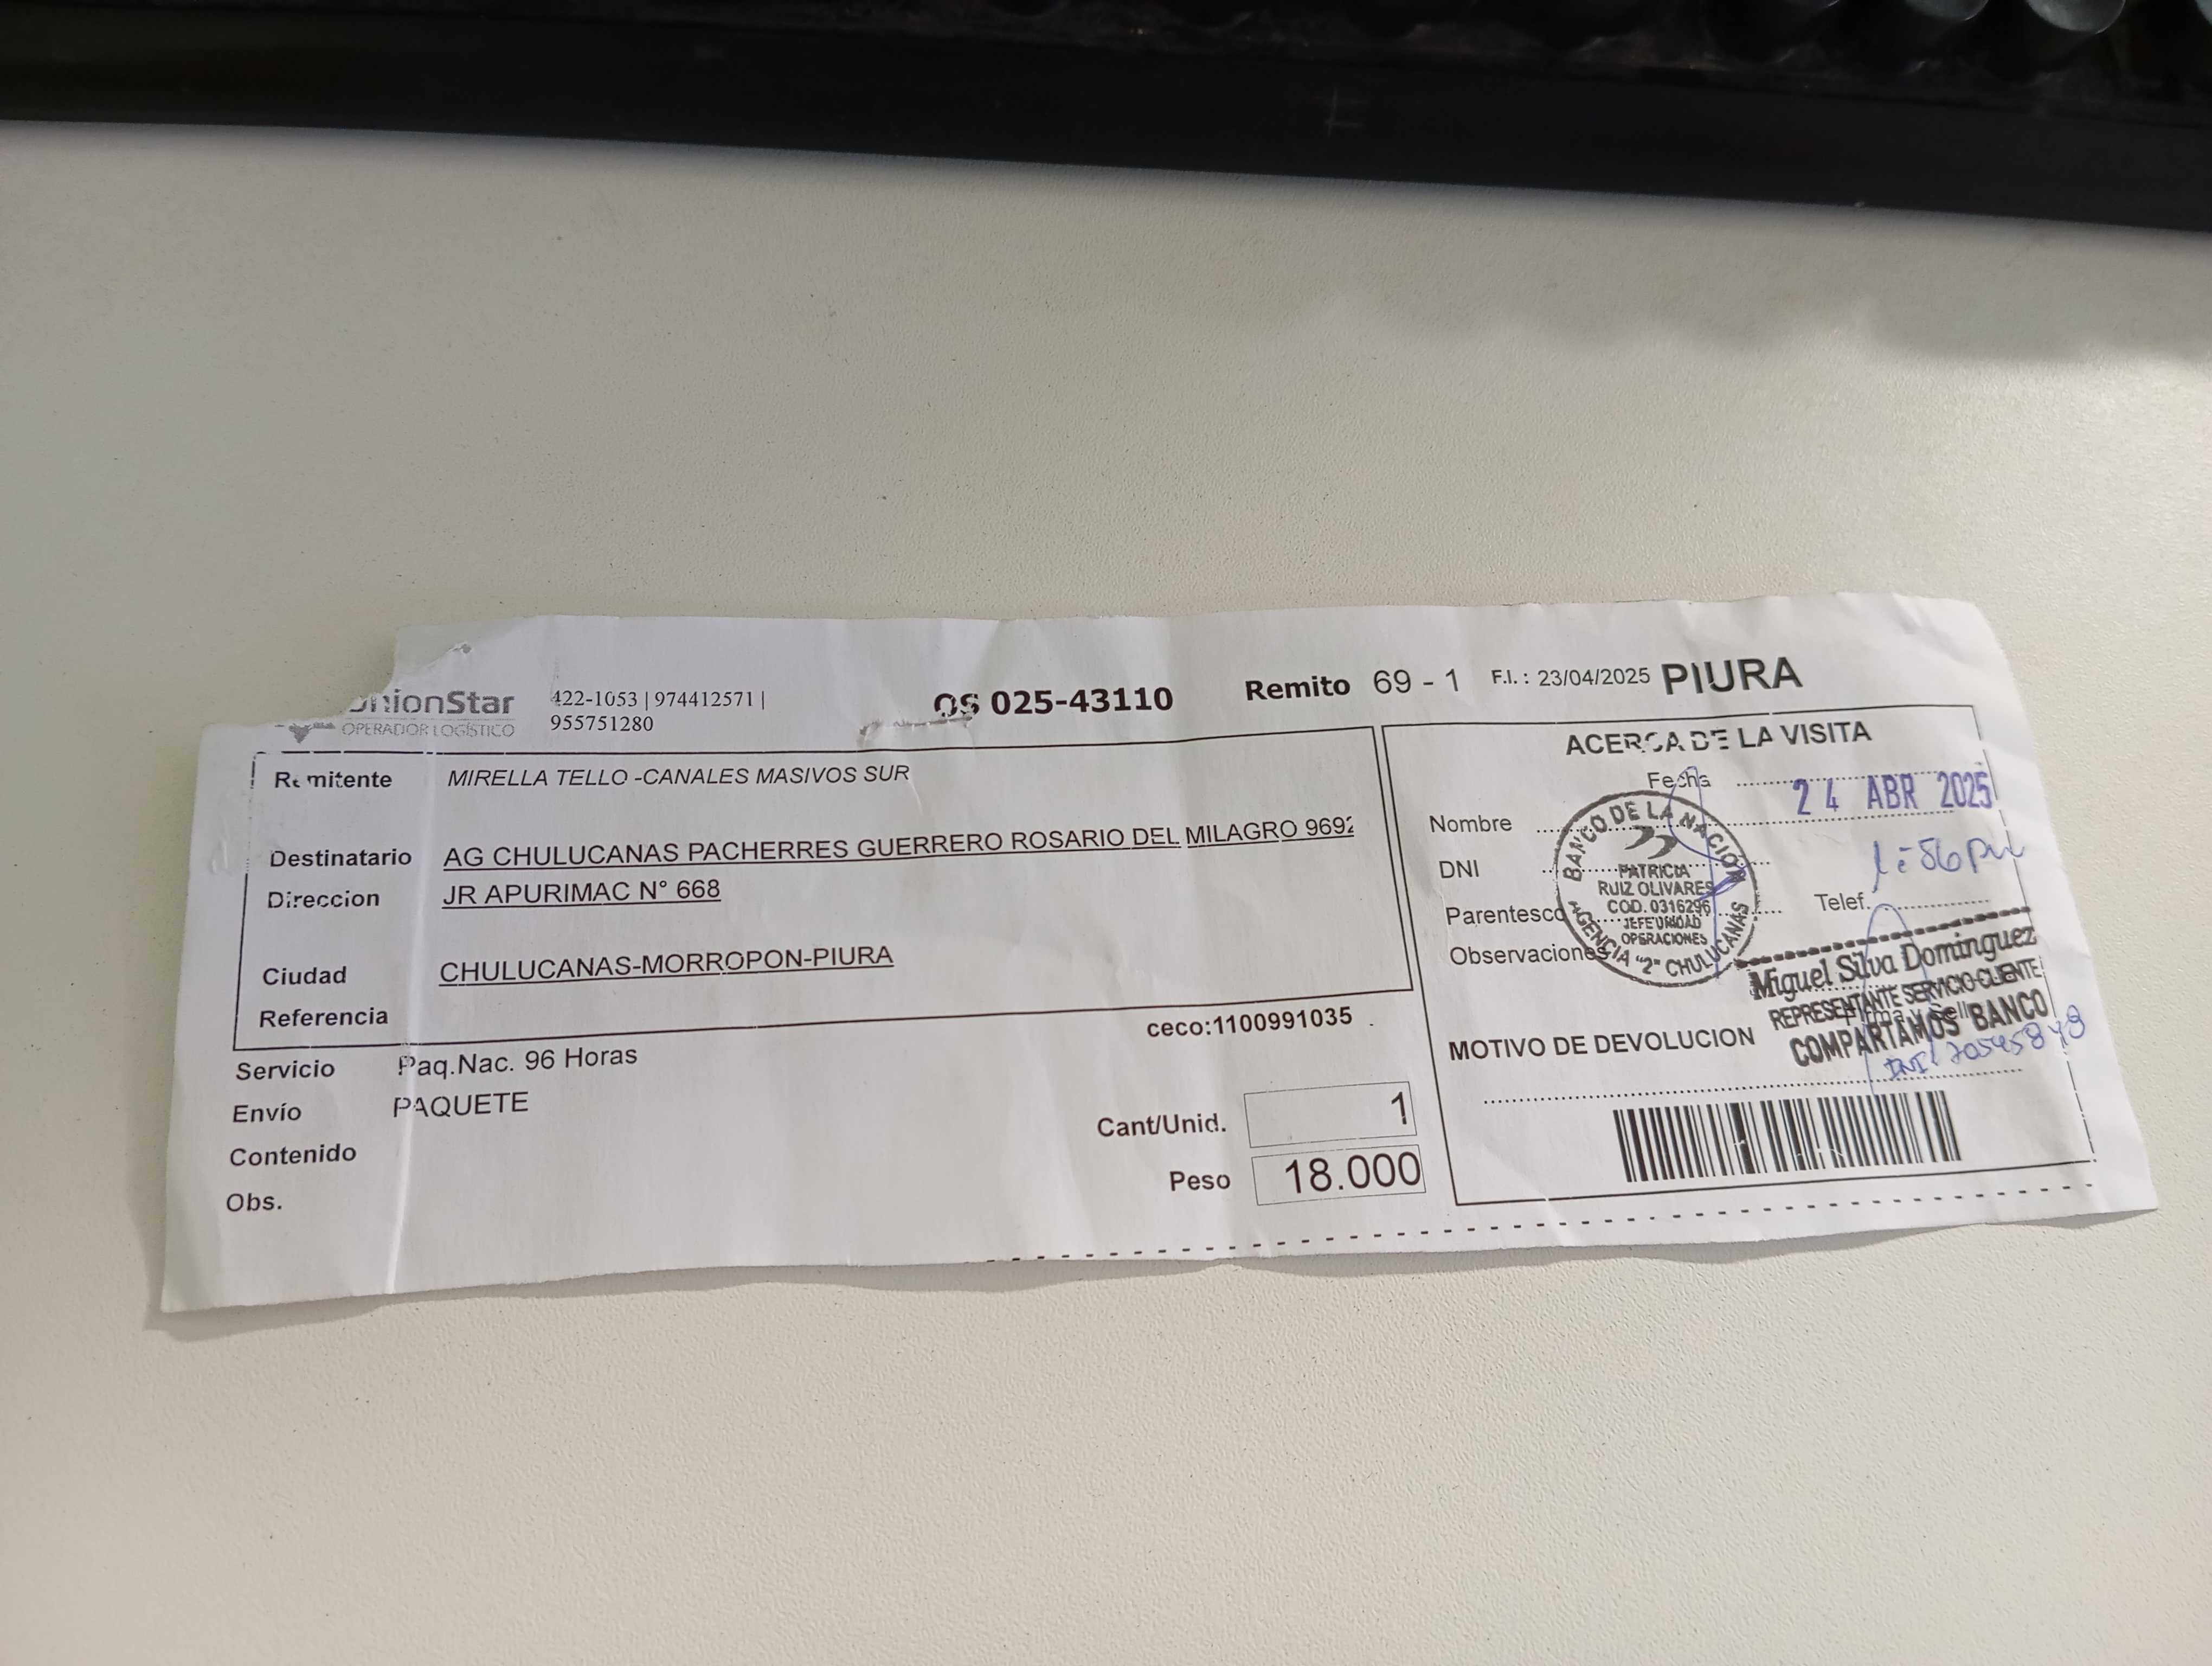 UnionStar
OPERADOR LOGÍSTICO
422-1053 | 974412571 |
955751280
OS 025-43110
Remito 69 - 1 F.I. : 23/04/2025 PIURA
Remitente MIRELLA TELLO -CANALES MASIVOS SUR
Destinatario AG CHULUCANAS PACHERRES GUERRERO ROSARIO DEL MILAGRO 9692
Direccion JR APURIMAC N° 668
Ciudad CHULUCANAS-MORROPON-PIURA
Referencia
ceco:1100991035
Servicio Paq.Nac. 96 Horas
Envío PAQUETE
Contenido
Obs.
Cant/Unid. 1
Peso 18.000
ACERCA DE LA VISITA
Fecha 24 ABR 2025
Nombre
DNI
1:56 pm
Parentesco
Telef.
Observaciones
BANCO DE LA NACION
PATRICIA
RUIZ OLIVARES
COD. 0316296
JEFE UNIDAD
OPERACIONES
AGENCIA "2" CHULUCANAS
Miguel Silva Dominguez
REPRESENTANTE SERVICIO CLIENTE
COMPARTAMOS BANCO
MOTIVO DE DEVOLUCION